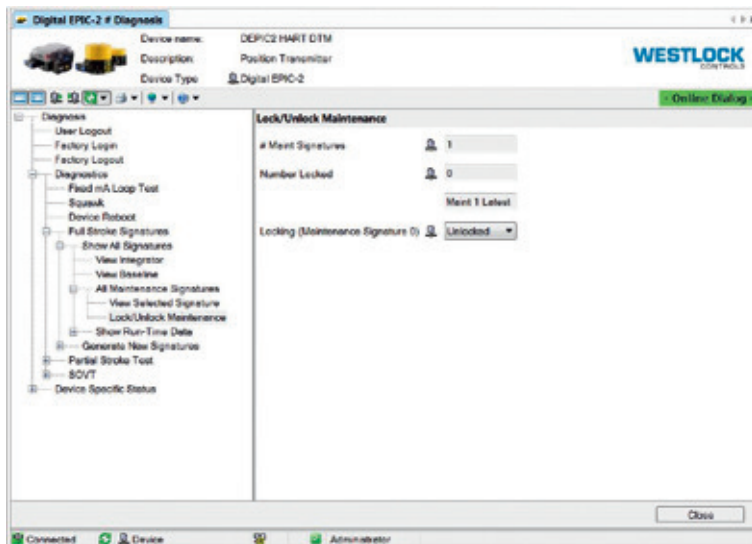 Digital EPIC-2 # Diagnosis
Device name: DEPIC2 HART DTM
Description: Position Transmitter
Device Type Digital EPIC-2
WESTLOCK
CONTROLS
Online Dialog
Diagnosis
User Logout
Factory Login
Factory Logout
Diagnostics
Fixed mA Loop Test
Squawk
Device Reboot
Full Stroke Signatures
Show All Signatures
View Integrator
View Baseline
All Maintenance Signatures
View Selected Signature
Lock/Unlock Maintenance
Show Run-Time Data
Generate New Signatures
Partial Stroke Test
SOVT
Device Specific Status
Lock/Unlock Maintenance
# Maint Signatures 1
Number Locked 0
Maint 1 Latest
Locking (Maintenance Signature 0) Unlocked
Close
Connected Device Administrator